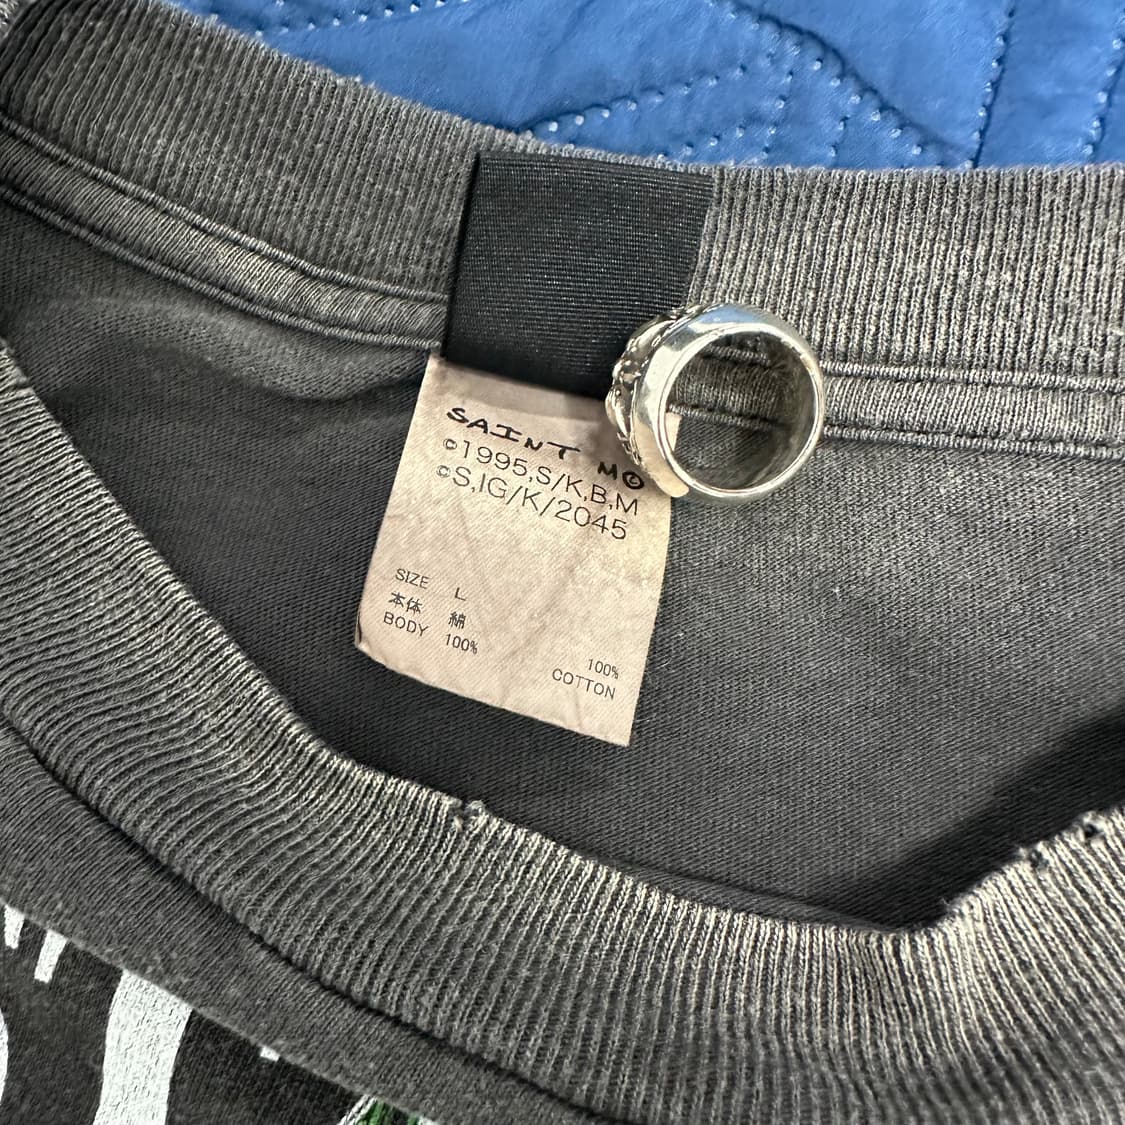 SAINT M©
©1995,S/K,B,M
©S,IG/K/2045
SIZE L
本体 綿
BODY 100%
100%
COTTON